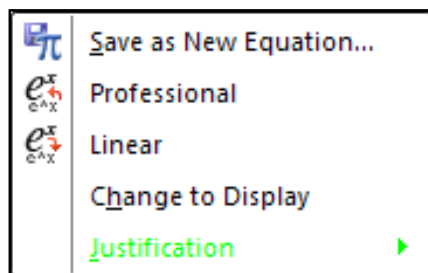 Save as New Equation...
Professional
Linear
Change to Display
Justification